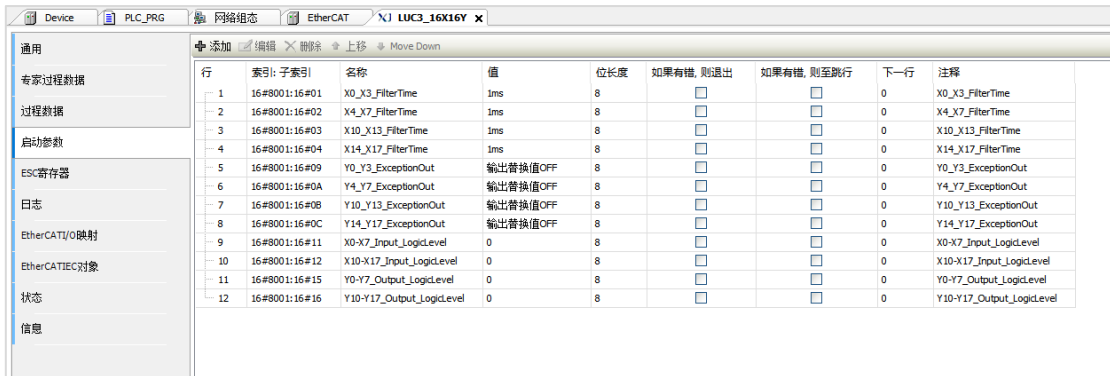 Device PLC_PRG 网络组态 EtherCAT LUC3_16X16Y
通用
专家过程数据
过程数据
启动参数
ESC寄存器
日志
EtherCATI/O映射
EtherCATIEC对象
状态
信息
添加 编辑 删除 上移 Move Down
行 索引: 子索引 名称 值 位长度 如果有错, 则退出 如果有错, 则至跳行 下一行 注释
1 16#8001:16#01 X0_X3_FilterTime 1ms 8 0 X0_X3_FilterTime
2 16#8001:16#02 X4_X7_FilterTime 1ms 8 0 X4_X7_FilterTime
3 16#8001:16#03 X10_X13_FilterTime 1ms 8 0 X10_X13_FilterTime
4 16#8001:16#04 X14_X17_FilterTime 1ms 8 0 X14_X17_FilterTime
5 16#8001:16#09 Y0_Y3_ExceptionOut 输出替换值OFF 8 0 Y0_Y3_ExceptionOut
6 16#8001:16#0A Y4_Y7_ExceptionOut 输出替换值OFF 8 0 Y4_Y7_ExceptionOut
7 16#8001:16#0B Y10_Y13_ExceptionOut 输出替换值OFF 8 0 Y10_Y13_ExceptionOut
8 16#8001:16#0C Y14_Y17_ExceptionOut 输出替换值OFF 8 0 Y14_Y17_ExceptionOut
9 16#8001:16#11 X0-X7_Input_LogicLevel 0 8 0 X0-X7_Input_LogicLevel
10 16#8001:16#12 X10-X17_Input_LogicLevel 0 8 0 X10-X17_Input_LogicLevel
11 16#8001:16#15 Y0-Y7_Output_LogicLevel 0 8 0 Y0-Y7_Output_LogicLevel
12 16#8001:16#16 Y10-Y17_Output_LogicLevel 0 8 0 Y10-Y17_Output_LogicLevel